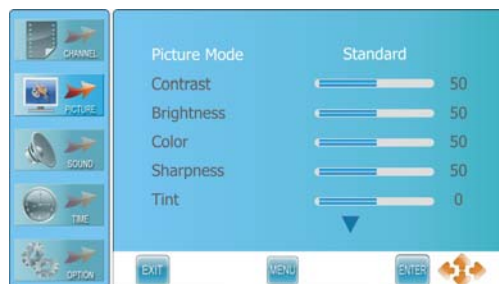 CHANNEL
PICTURE
SOUND
TIME
OPTION
Picture Mode Standard
Contrast 50
Brightness 50
Color 50
Sharpness 50
Tint 0
EXIT MENU ENTER